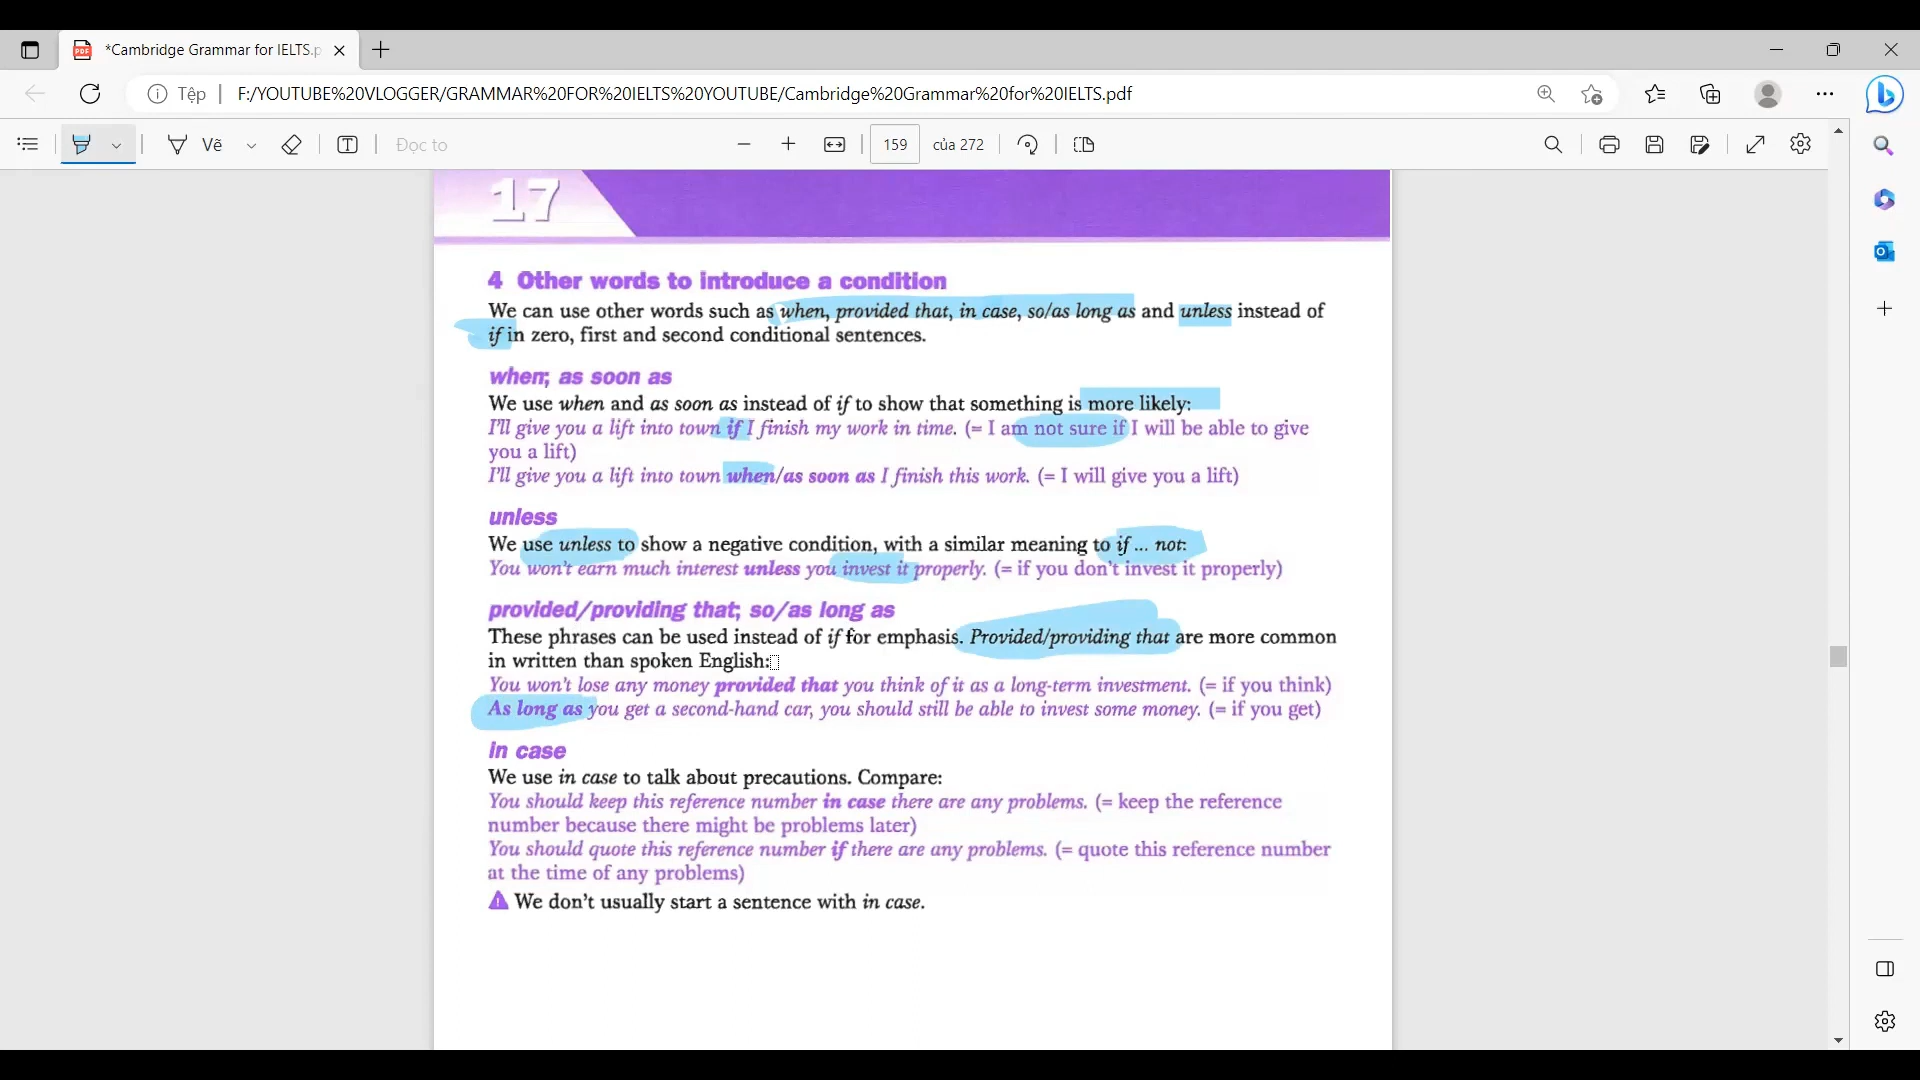 *Cambridge Grammar for IELTS.p
Tệp
F:/YOUTUBE%20VLOGGER/GRAMMAR%20FOR%20IELTS%20YOUTUBE/Cambridge%20Grammar%20for%20IELTS.pdf
Vẽ
Đọc to
159
của 272
17
4 Other words to introduce a condition
We can use other words such as when, provided that, in case, so/as long as and unless instead of
if in zero, first and second conditional sentences.
when; as soon as
We use when and as soon as instead of if to show that something is more likely:
I'll give you a lift into town if I finish my work in time. (= I am not sure if I will be able to give
you a lift)
I'll give you a lift into town when/as soon as I finish this work. (= I will give you a lift)
unless
We use unless to show a negative condition, with a similar meaning to if ... not:
You won't earn much interest unless you invest it properly. (= if you don't invest it properly)
provided/providing that; so/as long as
These phrases can be used instead of if for emphasis. Provided/providing that are more common
in written than spoken English:
You won't lose any money provided that you think of it as a long-term investment. (= if you think)
As long as you get a second-hand car, you should still be able to invest some money. (= if you get)
in case
We use in case to talk about precautions. Compare:
You should keep this reference number in case there are any problems. (= keep the reference
number because there might be problems later)
You should quote this reference number if there are any problems. (= quote this reference number
at the time of any problems)
We don't usually start a sentence with in case.